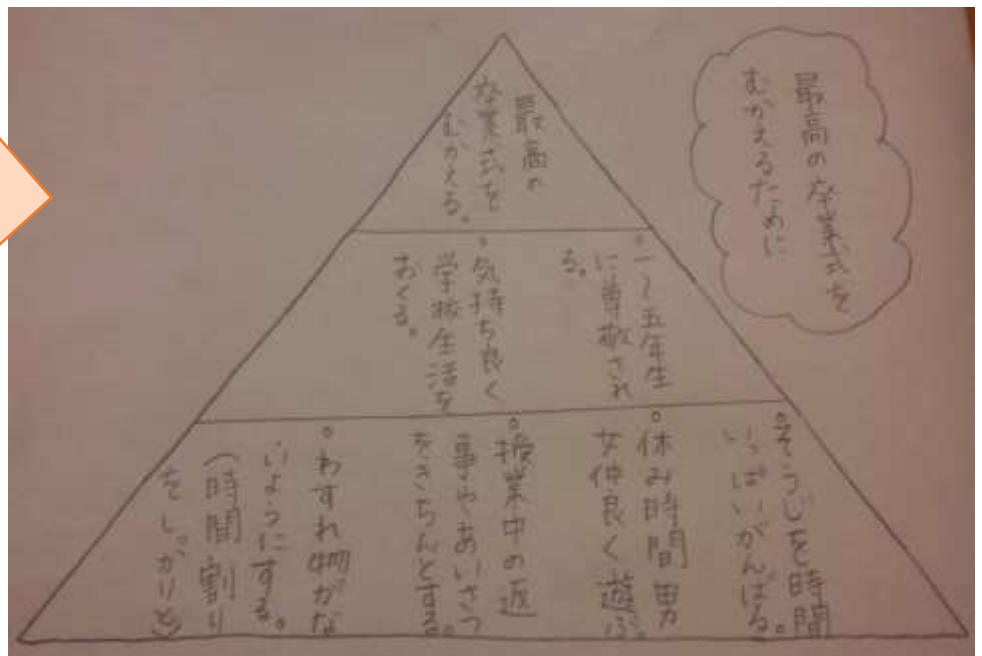 最高の卒業式を
むかえるために
最高の
卒業式を
むかえる。
。一〜五年生
に尊敬され
る。
。気持ち良く
学校生活を
おくる。
。そうじを時間
いっぱいがんばる。
。休み時間男
女仲良く遊ぶ。
。授業中の返
事やあいさつ
をきちんとする。
。わすれ物がな
いようにする。
(時間割り
をしっかりと)